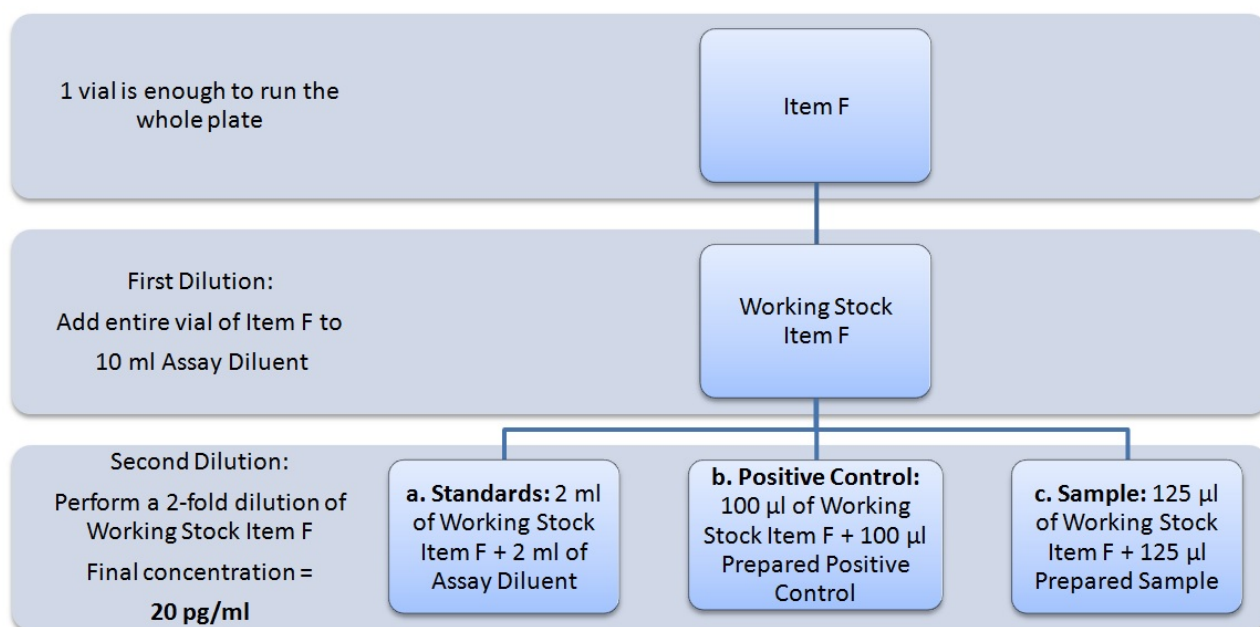 1 vial is enough to run the
whole plate
Item F
First Dilution:
Add entire vial of Item F to
10 ml Assay Diluent
Working Stock
Item F
Second Dilution:
Perform a 2-fold dilution of
Working Stock Item F
Final concentration =
20 pg/ml
a. Standards: 2 ml
of Working Stock
Item F + 2 ml of
Assay Diluent
b. Positive Control:
100 µl of Working
Stock Item F + 100 µl
Prepared Positive
Control
c. Sample: 125 µl
of Working Stock
Item F + 125 µl
Prepared Sample